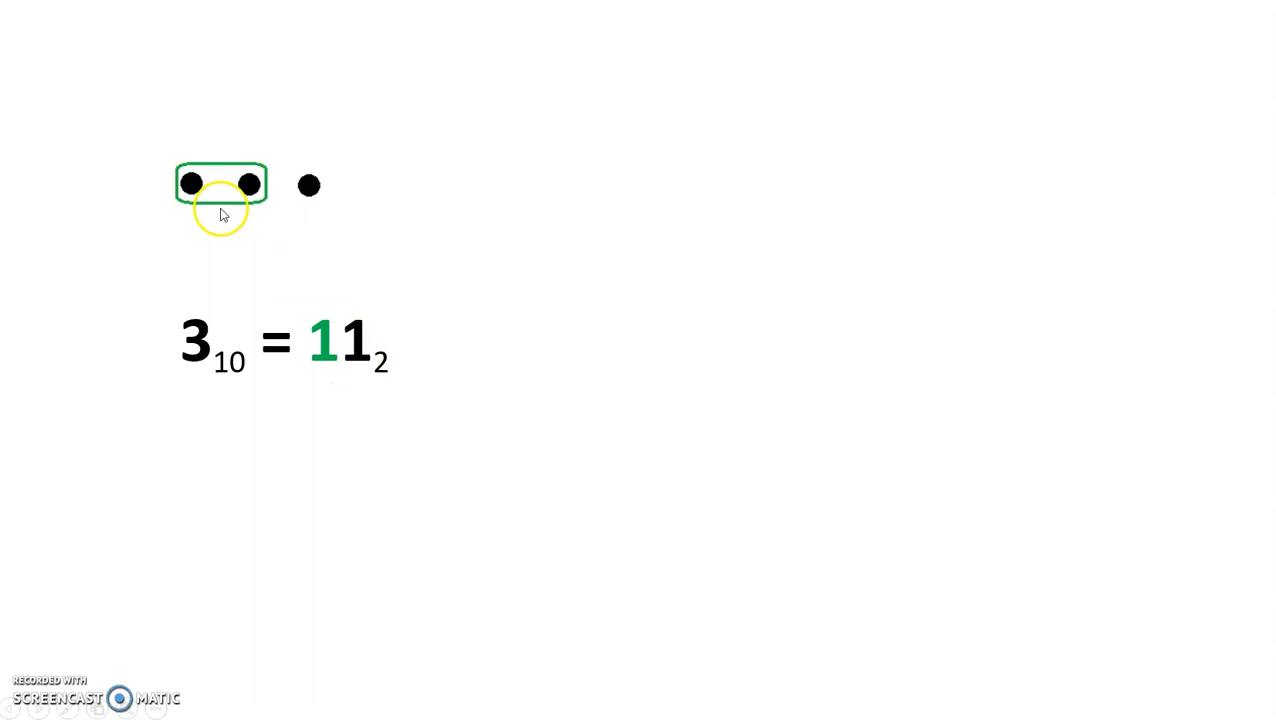 3₁₀ = 11₂
RECORDED WITH
SCREENCAST MATIC